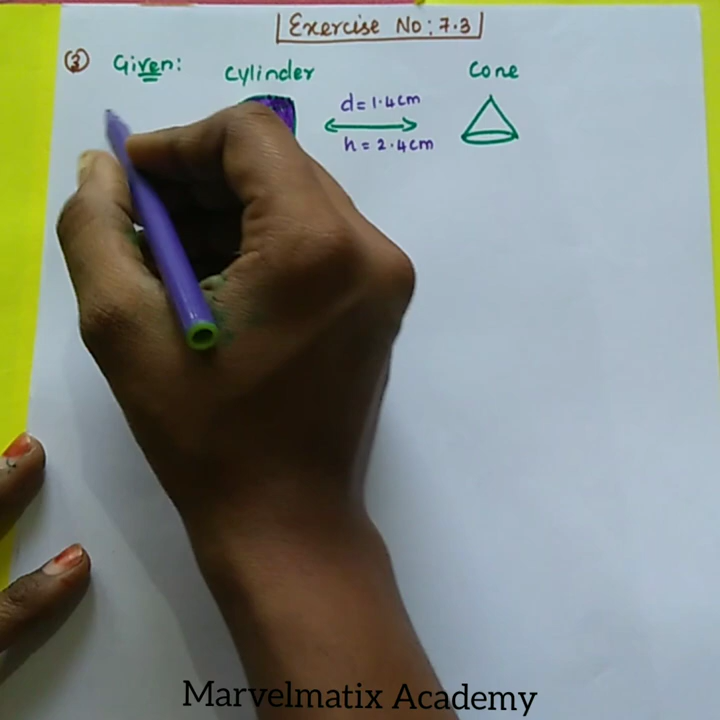 Exercise No: 7.3
③ Given: Cylinder Cone
d = 1.4cm
h = 2.4cm
Marvelmatix Academy